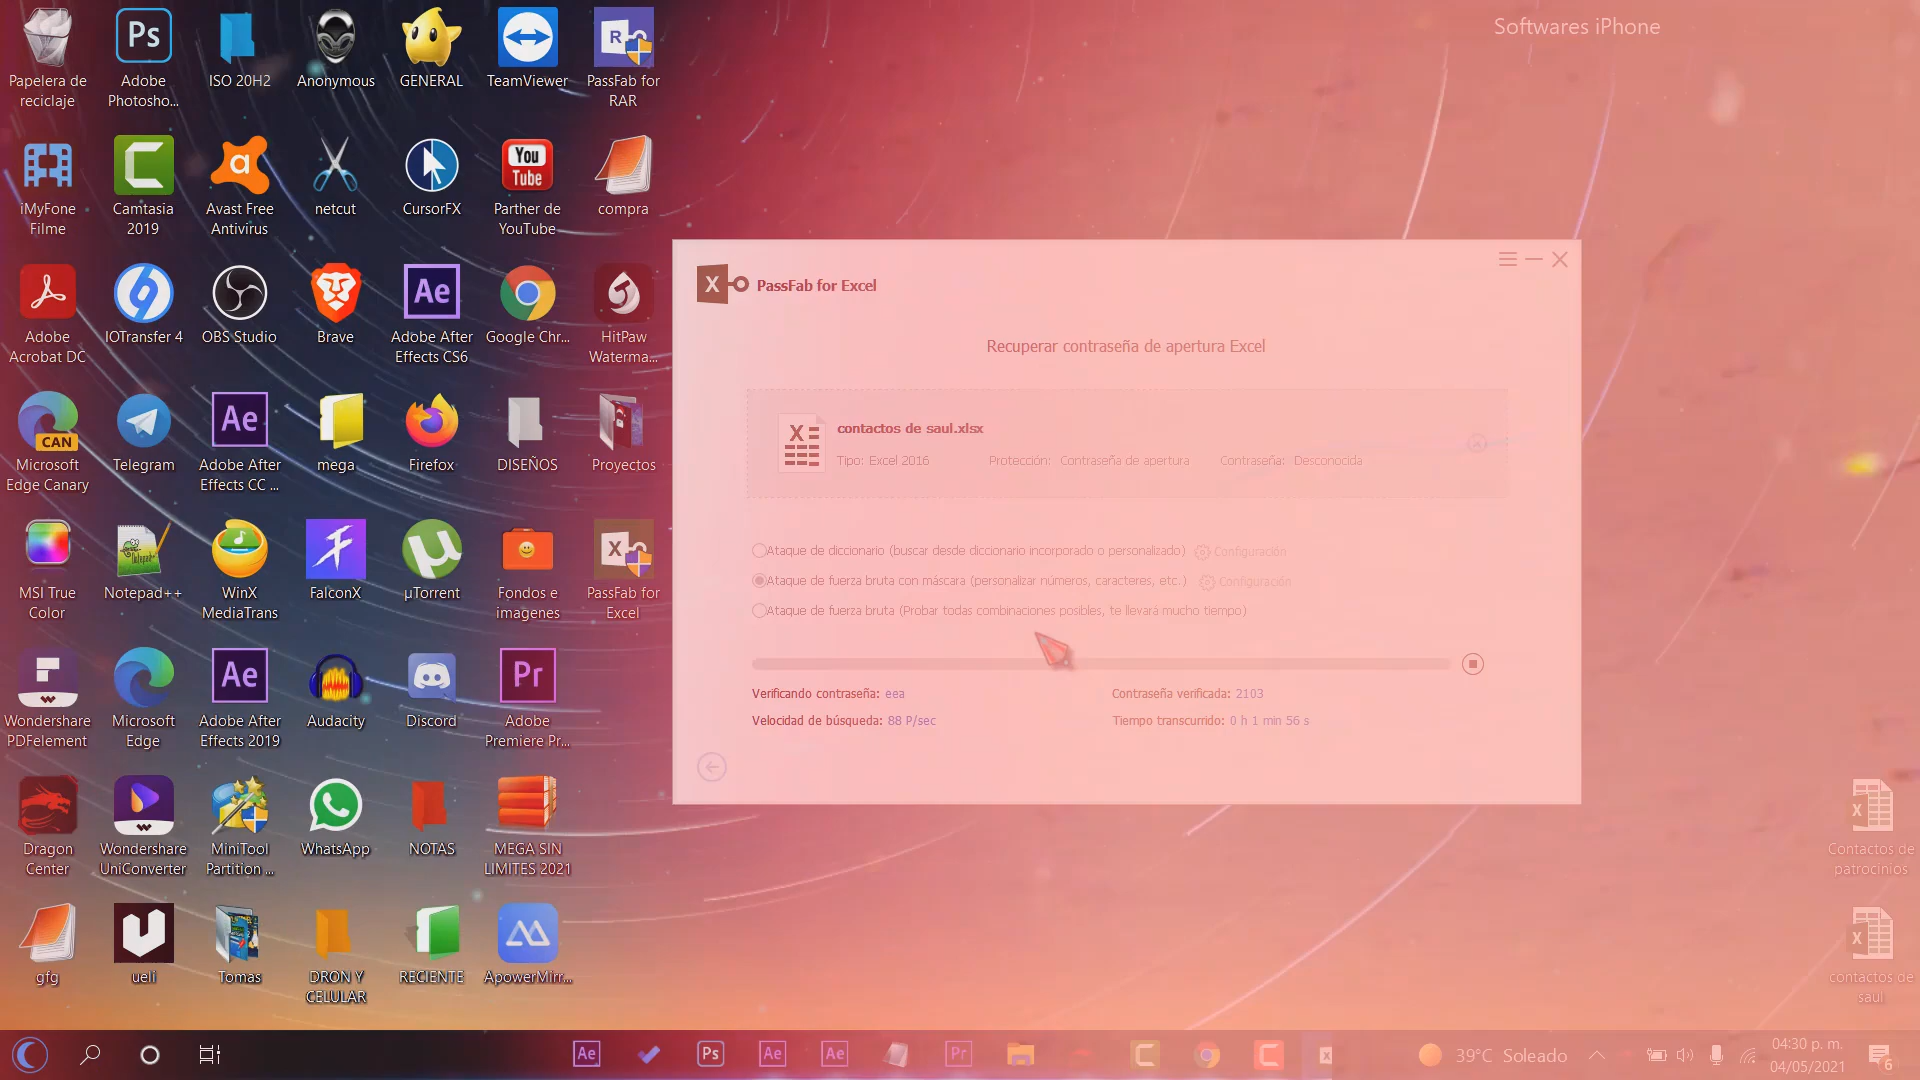 Softwares iPhone
Papelera de reciclaje
Adobe Photosho...
ISO 20H2
Anonymous
GENERAL
TeamViewer
PassFab for RAR
iMyFone Filme
Camtasia 2019
Avast Free Antivirus
netcut
CursorFX
You Tube
Parther de YouTube
compra
Adobe Acrobat DC
IOTransfer 4
OBS Studio
Brave
Adobe After Effects CS6
Google Chr...
HitPaw Waterma...
CAN
Microsoft Edge Canary
Telegram
Adobe After Effects CC ...
mega
Firefox
DISEÑOS
Proyectos
MSI True Color
Notepad++
WinX MediaTrans
FalconX
µTorrent
Fondos e imagenes
PassFab for Excel
Wondershare PDFelement
Microsoft Edge
Adobe After Effects 2019
Audacity
Discord
Adobe Premiere Pr...
Dragon Center
Wondershare UniConverter
MiniTool Partition ...
WhatsApp
NOTAS
MEGA SIN LIMITES 2021
gfg
ueli
Tomas
DRON Y CELULAR
RECIENTE
ApowerMirr...
PassFab for Excel
Recuperar contraseña de apertura Excel
contactos de saul.xlsx
Tipo: Excel 2016 Protección: Contraseña de apertura Contraseña: Desconocida
Ataque de diccionario (buscar desde diccionario incorporado o personalizado) Configuración
Ataque de fuerza bruta con máscara (personalizar números, caracteres, etc.) Configuración
Ataque de fuerza bruta (Probar todas combinaciones posibles, te llevará mucho tiempo)
Verificando contraseña: eea Contraseña verificada: 2103
Velocidad de búsqueda: 88 P/sec Tiempo transcurrido: 0 h 1 min 56 s
Contactos de patrocinios
contactos de saul
39°C Soleado
04:30 p. m.
04/05/2021
6